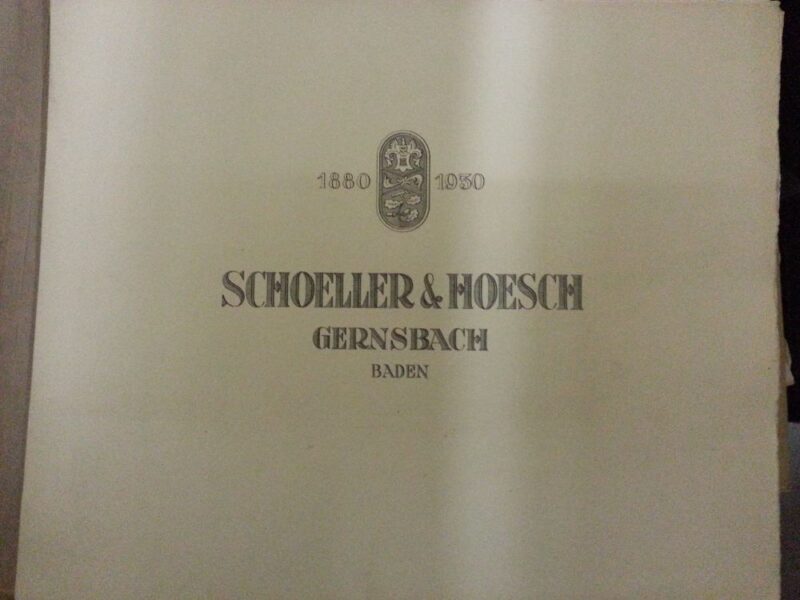 1880 1930
SCHOELLER & HOESCH
GERNSBACH
BADEN